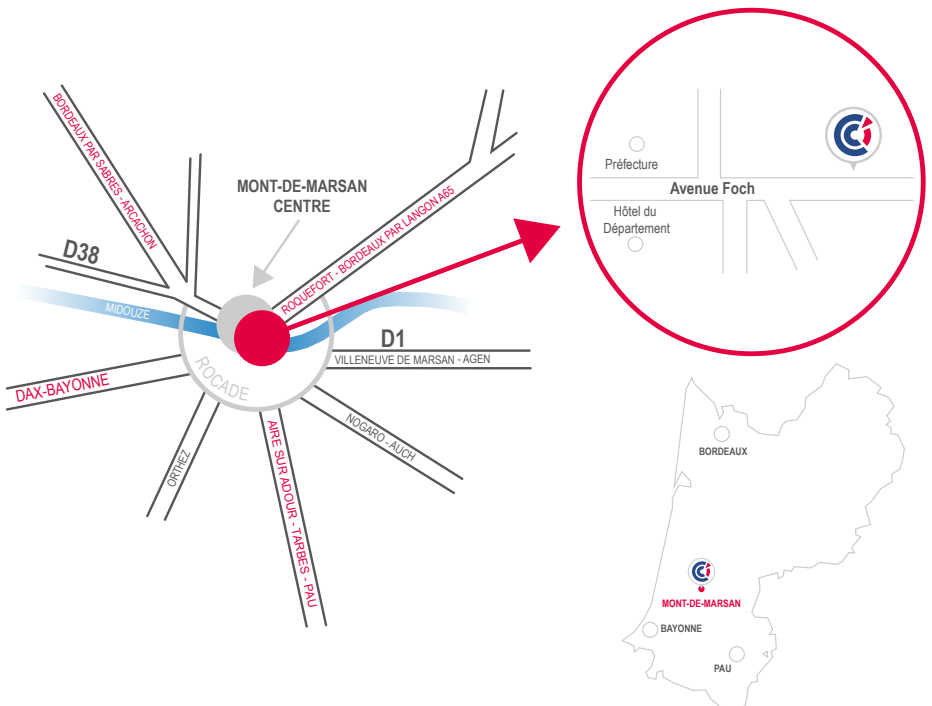 BORDEAUX PAR SABRES - ARCACHON
MONT-DE-MARSAN
CENTRE
ROQUEFORT - BORDEAUX PAR LANGON A65
D38
MIDOUZE
D1
VILLENEUVE DE MARSAN - AGEN
ROCADE
DAX-BAYONNE
ORTHEZ
AIRE SUR ADOUR - TARBES - PAU
NOGARO - AUCH
Préfecture
Avenue Foch
Hôtel du
Département
BORDEAUX
MONT-DE-MARSAN
BAYONNE
PAU